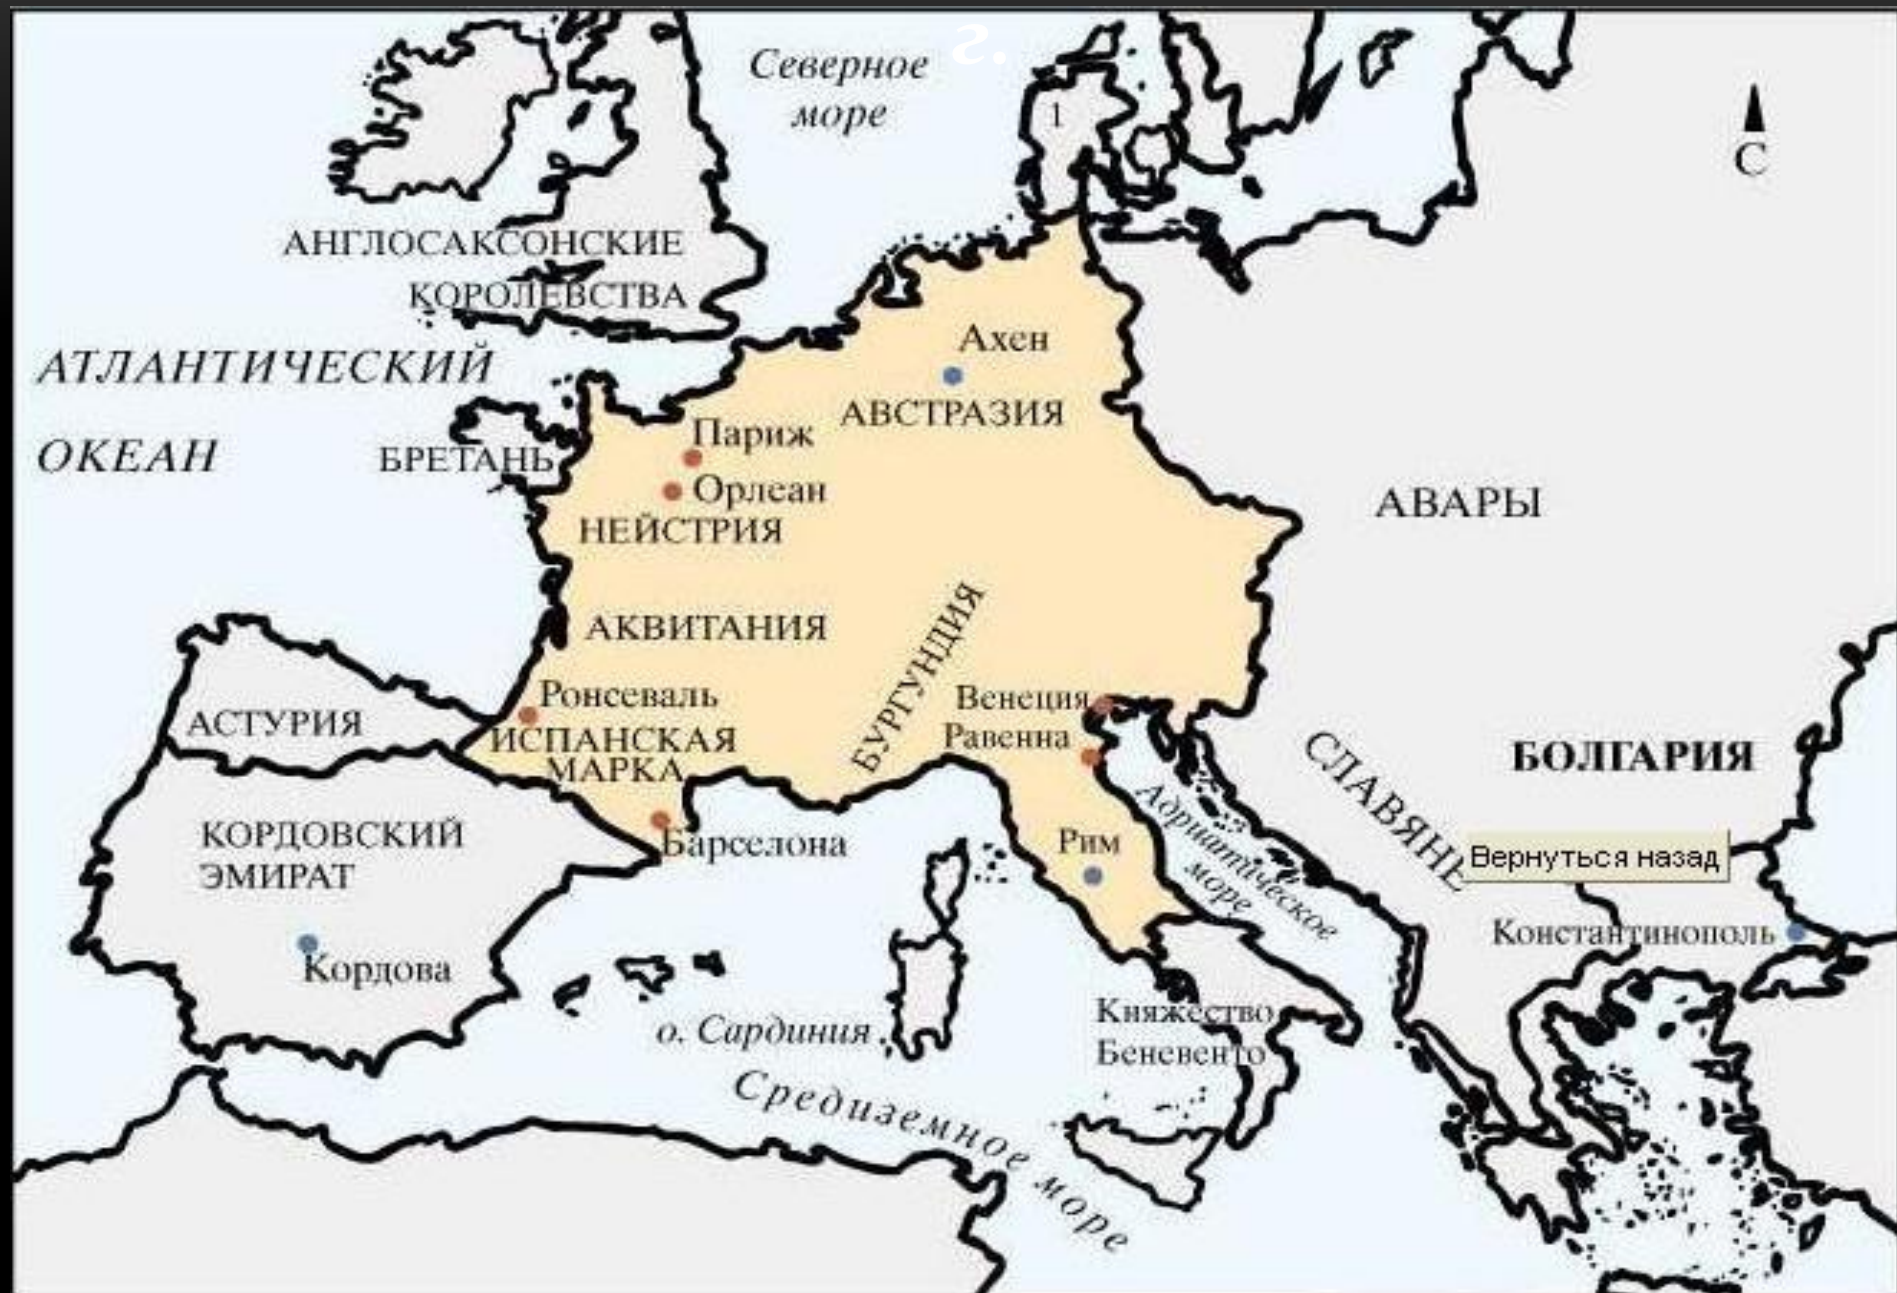 г.
Северное
море
1
С
АНГЛОСАКСОНСКИЕ
КОРОЛЕВСТВА
АТЛАНТИЧЕСКИЙ
ОКЕАН
Ахен
АВСТРАЗИЯ
Париж
БРЕТАНЬ
Орлеан
НЕЙСТРИЯ
АВАРЫ
АКВИТАНИЯ
БУРГУНДИЯ
Ронсеваль
ИСПАНСКАЯ
МАРКА
Венеция
Равенна
АСТУРИЯ
СЛАВЯНЕ
БОЛГАРИЯ
Адриатическое
море
КОРДОВСКИЙ
ЭМИРАТ
Барселона
Рим
Вернуться назад
Константинополь
Кордова
о. Сардиния
Княжество
Беневенто
Средиземное море